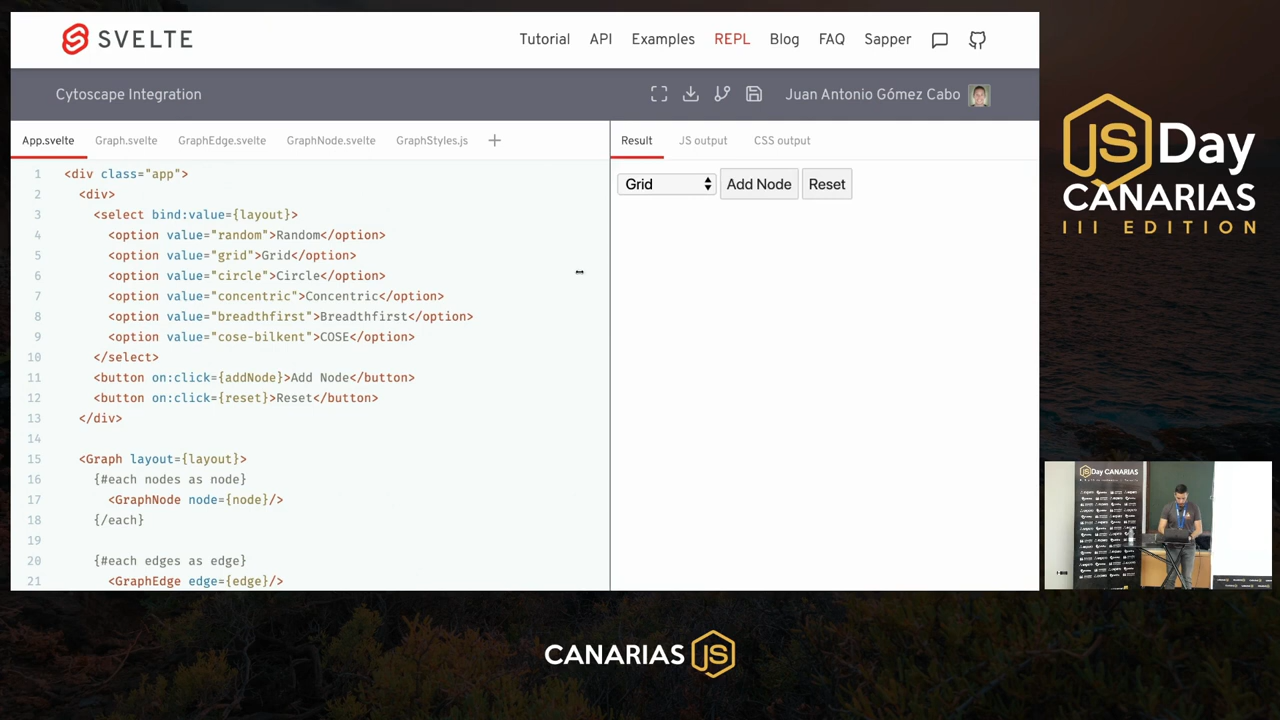 SVELTE
Tutorial API Examples REPL Blog FAQ Sapper
Cytoscape Integration
Juan Antonio Gómez Cabo
App.svelte Graph.svelte GraphEdge.svelte GraphNode.svelte GraphStyles.js +
Result JS output CSS output
1 <div class="app">
2 <div>
3 <select bind:value={layout}>
4 <option value="random">Random</option>
5 <option value="grid">Grid</option>
6 <option value="circle">Circle</option>
7 <option value="concentric">Concentric</option>
8 <option value="breadthfirst">Breadthfirst</option>
9 <option value="cose-bilkent">COSE</option>
10 </select>
11 <button on:click={addNode}>Add Node</button>
12 <button on:click={reset}>Reset</button>
13 </div>
14
15 <Graph layout={layout}>
16 {#each nodes as node}
17 <GraphNode node={node}/>
18 {/each}
19
20 {#each edges as edge}
21 <GraphEdge edge={edge}/>
Grid Add Node Reset
JS Day
CANARIAS
III EDITION
JS Day CANARIAS
CANARIAS JS